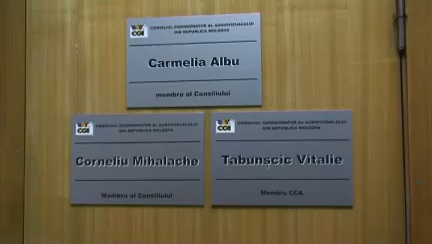 CCA
CONSILIUL COORDONATOR AL AUDIOVIZUALULUI
DIN REPUBLICA MOLDOVA
Carmelia Albu
membru al Consiliului
CCA
CONSILIUL COORDONATOR AL AUDIOVIZUALULUI
DIN REPUBLICA MOLDOVA
Corneliu Mihalache
Membru al Consiliului
CCA
CONSILIUL COORDONATOR AL AUDIOVIZUALULUI
DIN REPUBLICA MOLDOVA
Tabunscic Vitalie
Membru CCA